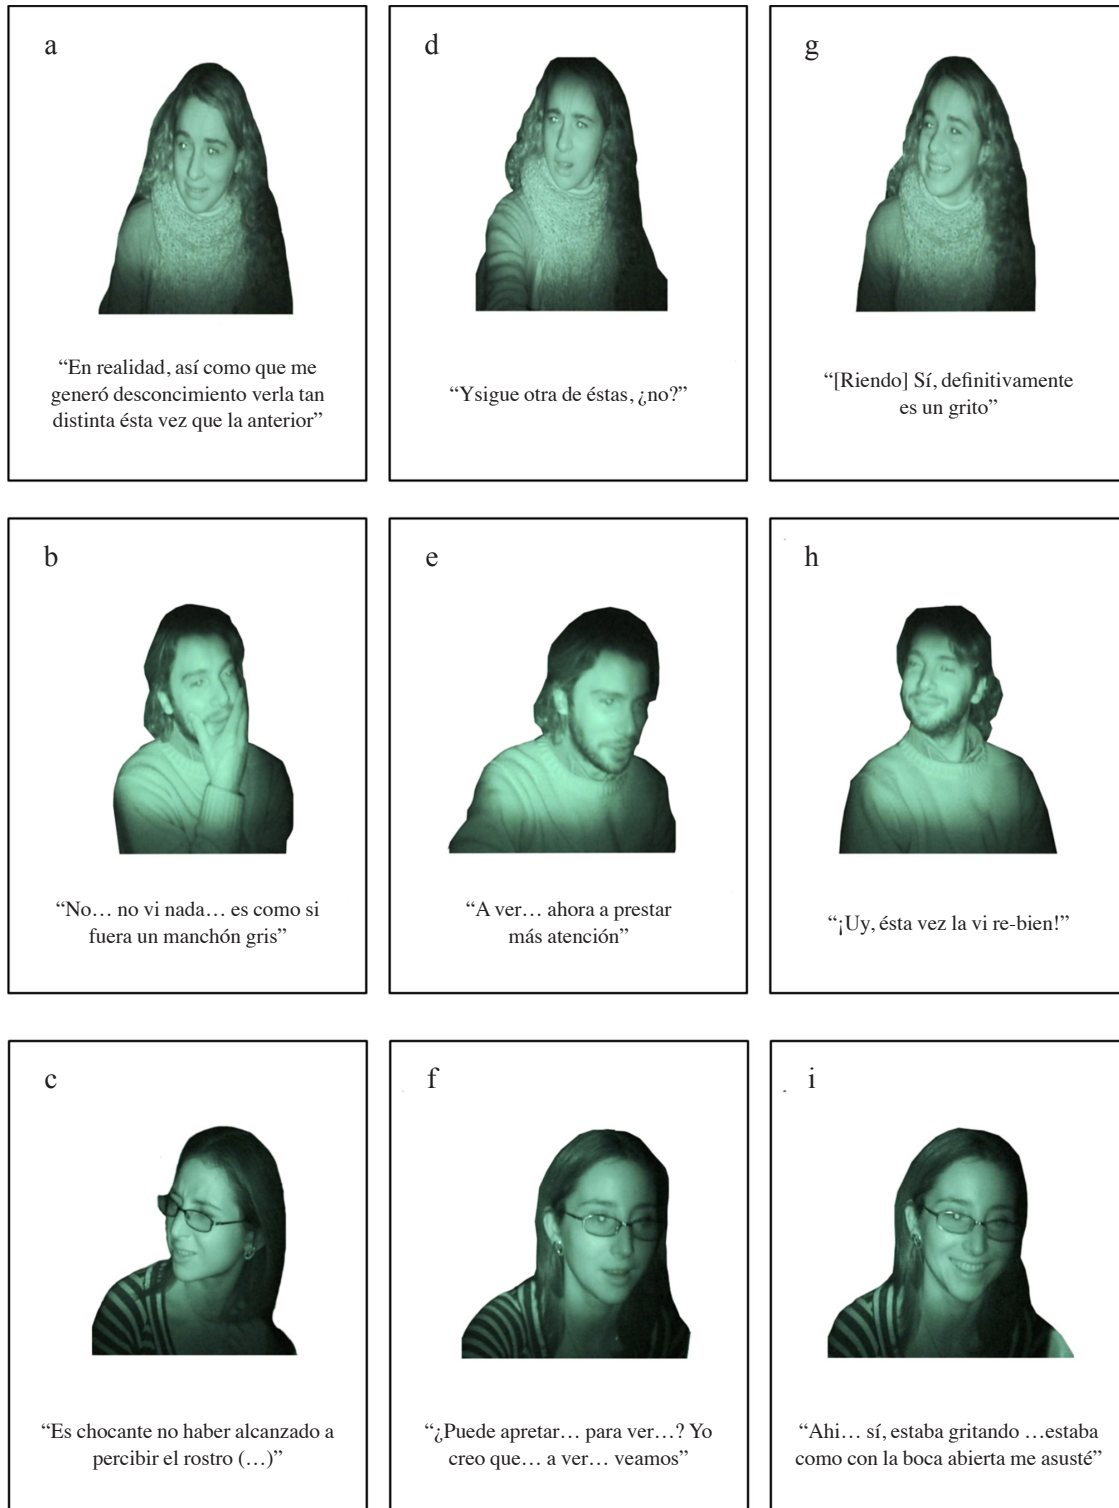 a
“En realidad, así como que me
generó desconcimiento verla tan
distinta ésta vez que la anterior”
d
“Ysigue otra de éstas, ¿no?”
g
“[Riendo] Sí, definitivamente
es un grito”
b
“No… no vi nada… es como si
fuera un manchón gris”
e
“A ver… ahora a prestar
más atención”
h
“¡Uy, ésta vez la vi re-bien!”
c
“Es chocante no haber alcanzado a
percibir el rostro (…)”
f
“¿Puede apretar… para ver…? Yo
creo que… a ver… veamos”
i
“Ahi… sí, estaba gritando …estaba
como con la boca abierta me asusté”